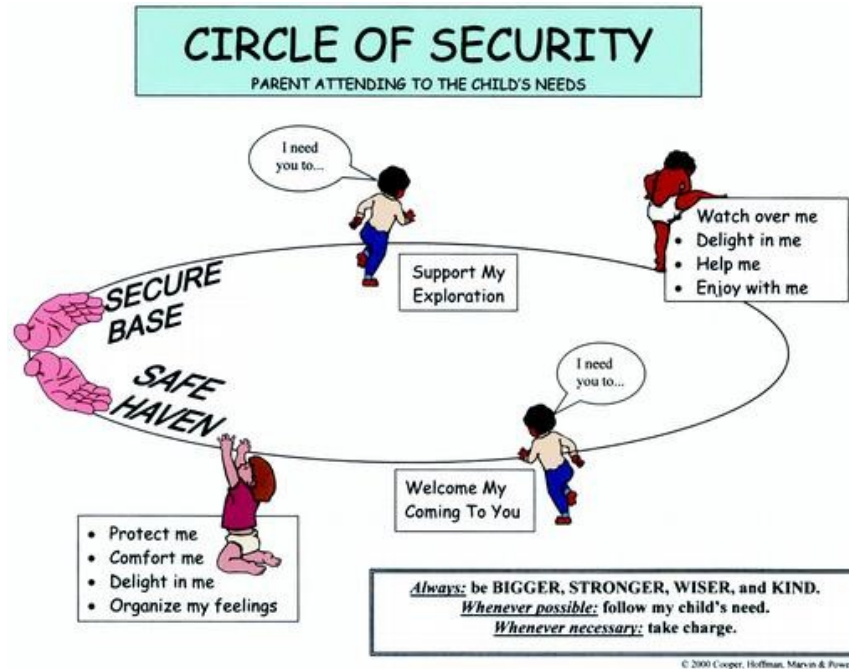 CIRCLE OF SECURITY
PARENT ATTENDING TO THE CHILD'S NEEDS
I need
you to...
Support My
Exploration
• Watch over me
• Delight in me
• Help me
• Enjoy with me
SECURE
BASE
SAFE
HAVEN
I need
you to...
Welcome My
Coming To You
• Protect me
• Comfort me
• Delight in me
• Organize my feelings
Always: be BIGGER, STRONGER, WISER, and KIND.
Whenever possible: follow my child's need.
Whenever necessary: take charge.
© 2000 Cooper, Hoffman, Marvin &